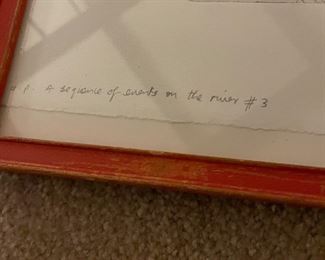 A P. A sequence of events on the river #3